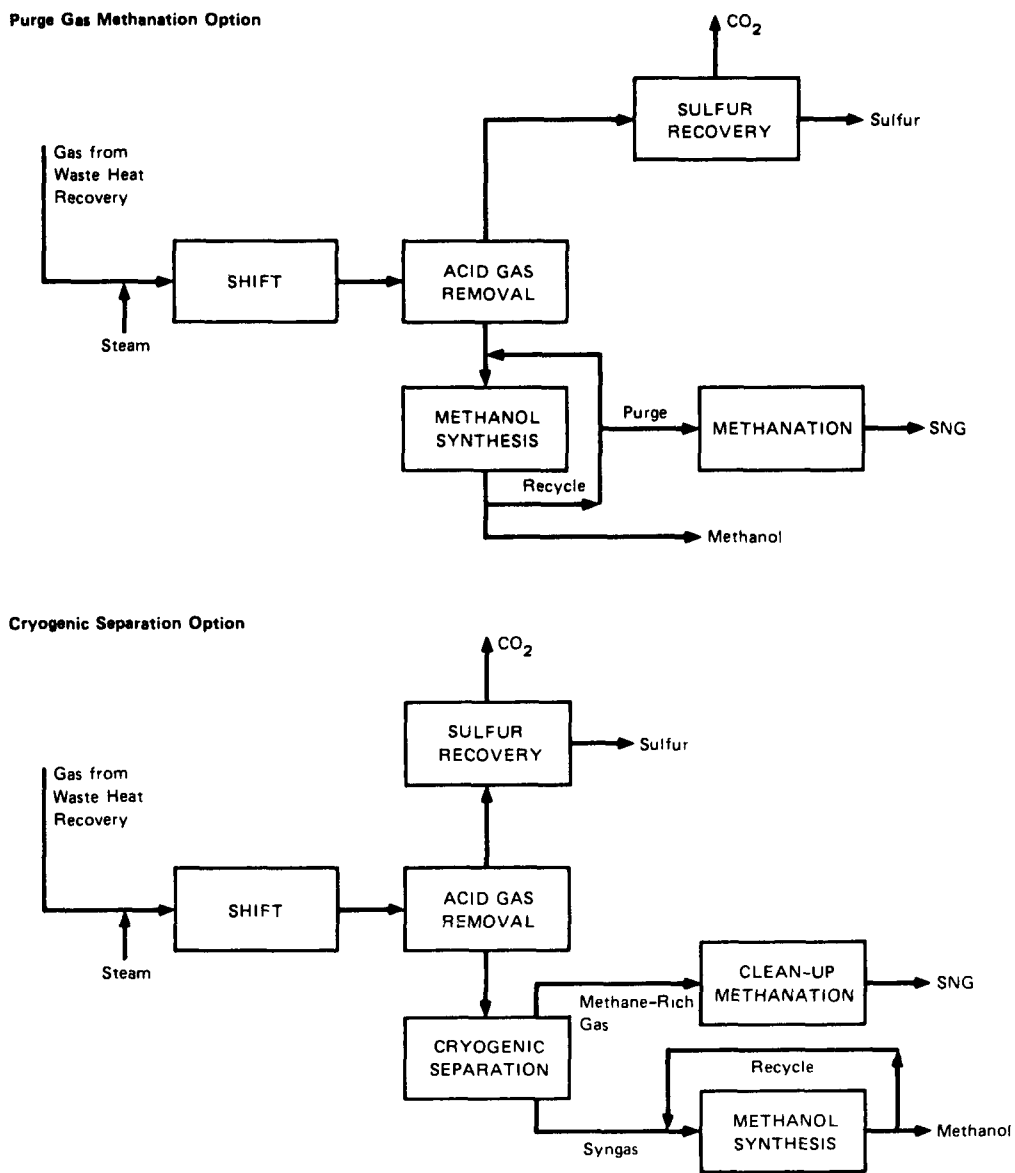 Purge Gas Methanation Option
CO2
SULFUR
RECOVERY
Sulfur
Gas from
Waste Heat
Recovery
SHIFT
ACID GAS
REMOVAL
Steam
METHANOL
SYNTHESIS
Purge
METHANATION
SNG
Recycle
Methanol
Cryogenic Separation Option
CO2
SULFUR
RECOVERY
Sulfur
Gas from
Waste Heat
Recovery
SHIFT
ACID GAS
REMOVAL
Steam
CLEAN-UP
METHANATION
SNG
Methane-Rich
Gas
CRYOGENIC
SEPARATION
Recycle
METHANOL
SYNTHESIS
Methanol
Syngas